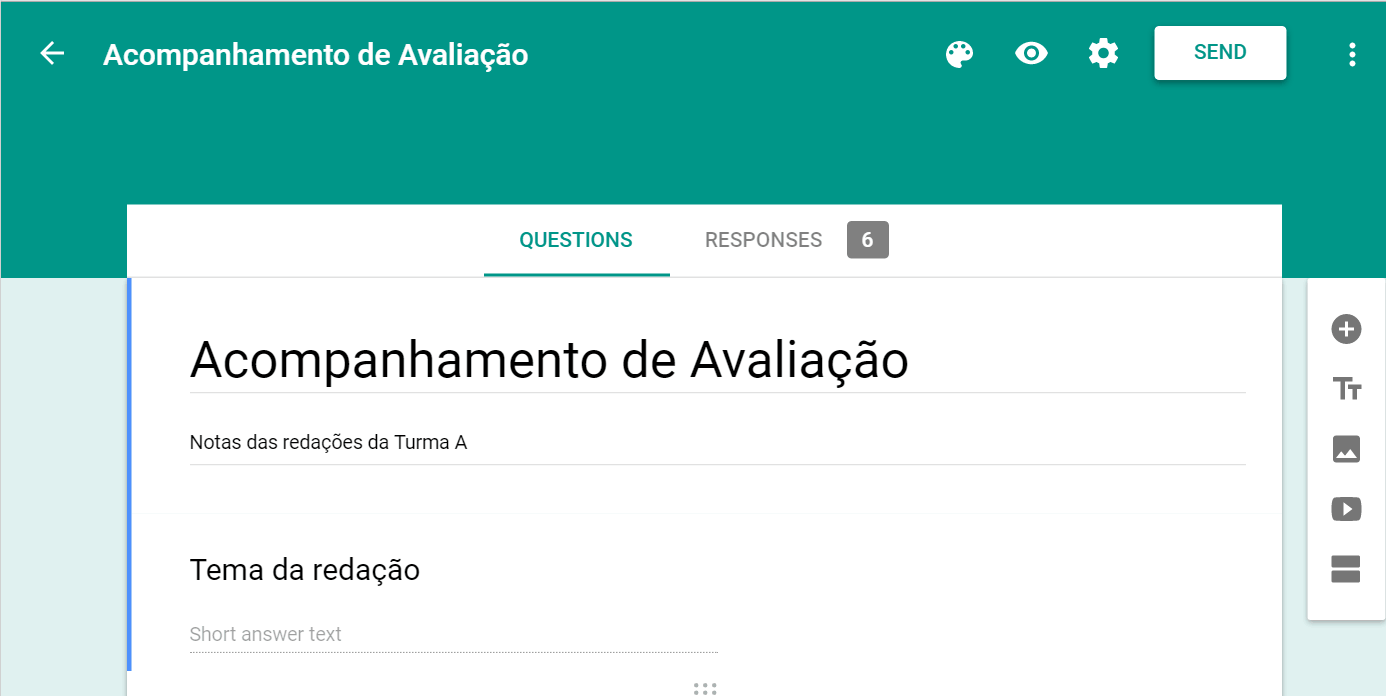 Acompanhamento de Avaliação
SEND
QUESTIONS
RESPONSES 6
Acompanhamento de Avaliação
Notas das redações da Turma A
Tema da redação
Short answer text